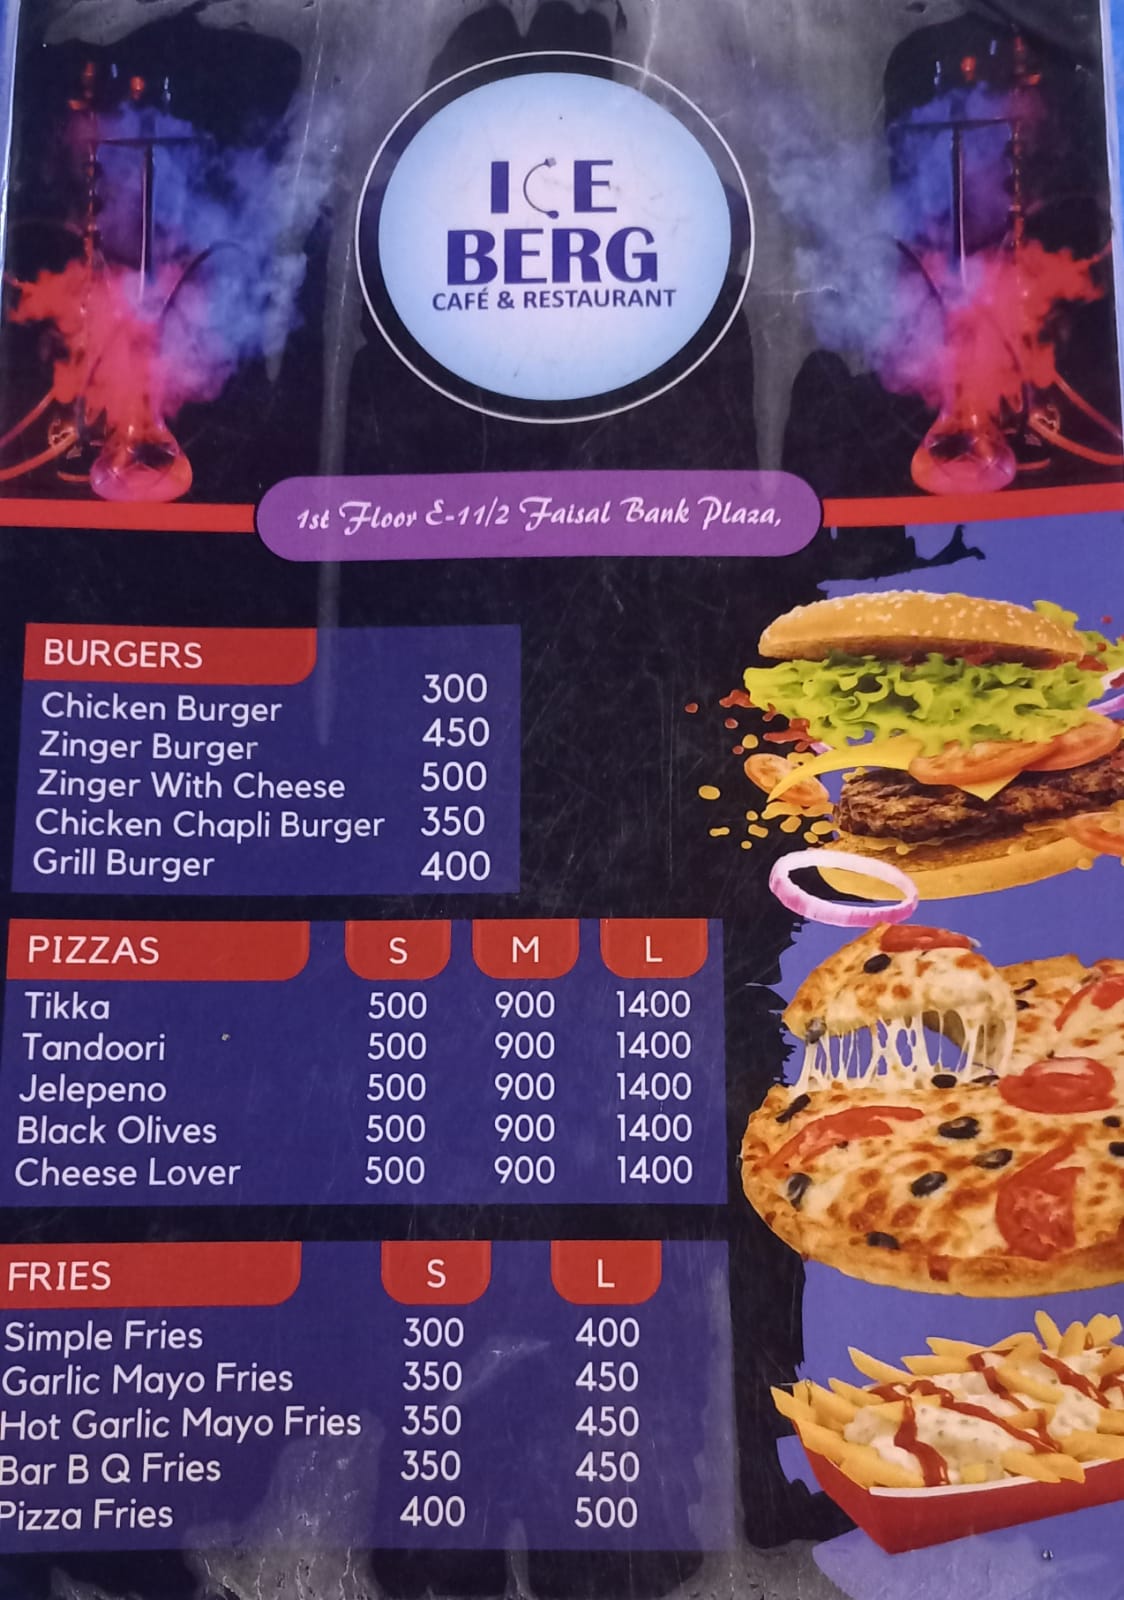 ICE
BERG
CAFÉ & RESTAURANT
1st Floor E-11/2 Faisal Bank Plaza,
BURGERS
Chicken Burger 300
Zinger Burger 450
Zinger With Cheese 500
Chicken Chapli Burger 350
Grill Burger 400
PIZZAS S M L
Tikka 500 900 1400
Tandoori 500 900 1400
Jelepeno 500 900 1400
Black Olives 500 900 1400
Cheese Lover 500 900 1400
FRIES S L
Simple Fries 300 400
Garlic Mayo Fries 350 450
Hot Garlic Mayo Fries 350 450
Bar B Q Fries 350 450
Pizza Fries 400 500